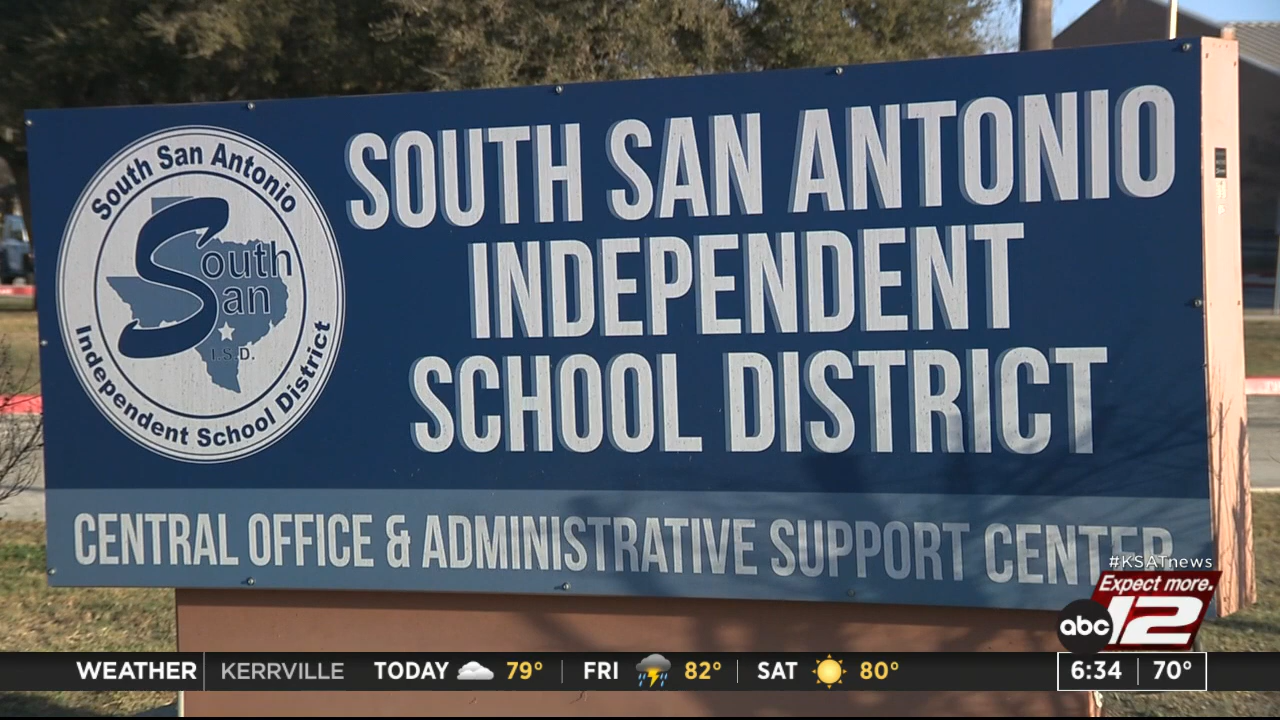 South San Antonio
South
San
I.S.D.
Independent School District
SOUTH SAN ANTONIO
INDEPENDENT
SCHOOL DISTRICT
CENTRAL OFFICE & ADMINISTRATIVE SUPPORT CENTER
#KSATnews
Expect more.
abc 12
WEATHER KERRVILLE TODAY 79° FRI 82° SAT 80° 6:34 70°